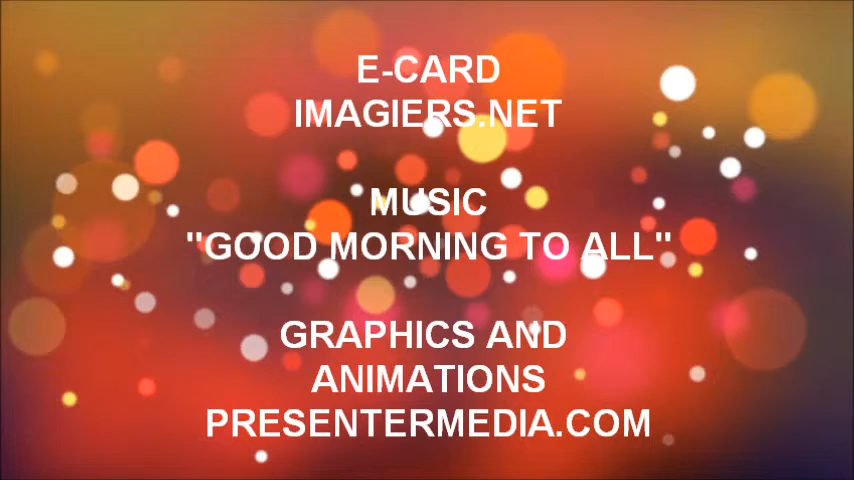 E-CARD
IMAGIERS.NET
MUSIC
"GOOD MORNING TO ALL"
GRAPHICS AND
ANIMATIONS
PRESENTERMEDIA.COM